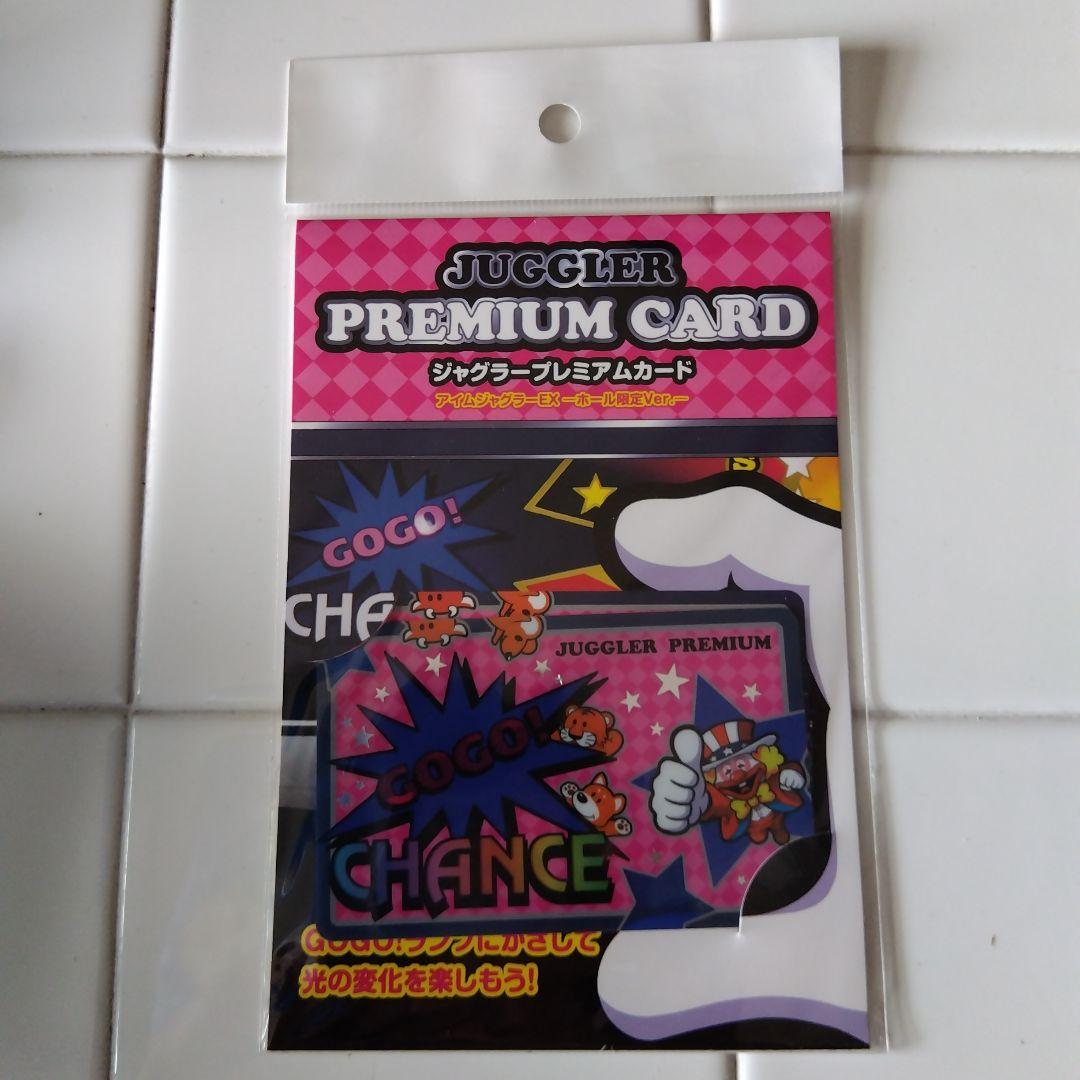 JUGGLER
PREMIUM CARD
ジャグラープレミアムカード
アイムジャグラーEX ーホール限定Ver.ー
S
GOGO!
CHA
JUGGLER PREMIUM
GOGO!
CHANCE
GOGO!ランプにかざして
光の変化を楽しもう!